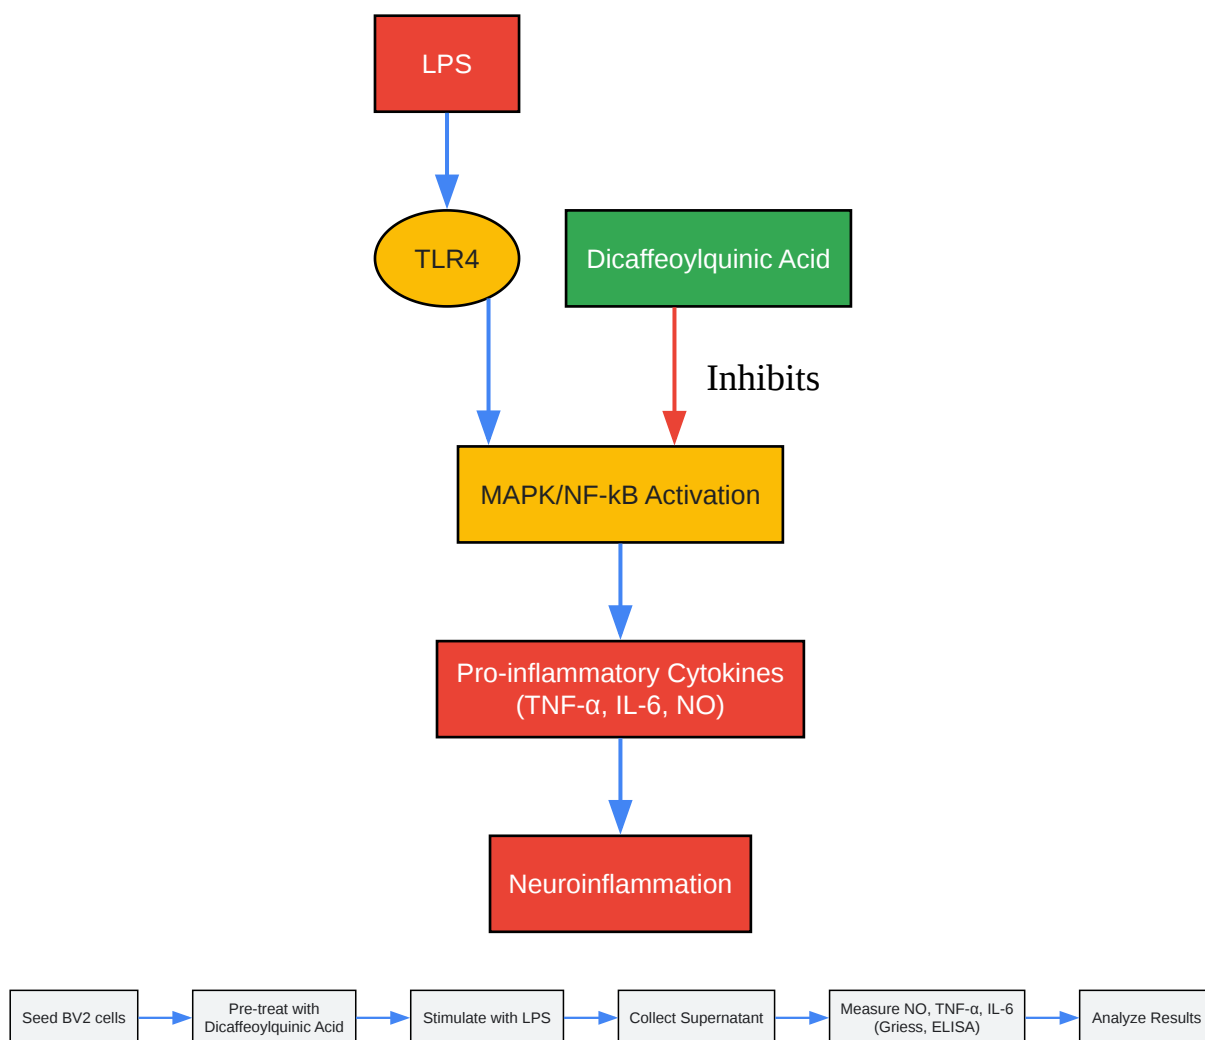 LPS
TLR4
Dicaffeoylquinic Acid
Inhibits
MAPK/NF-kB Activation
Pro-inflammatory Cytokines
(TNF-α, IL-6, NO)
Neuroinflammation
Seed BV2 cells
Pre-treat with
Dicaffeoylquinic Acid
Stimulate with LPS
Collect Supernatant
Measure NO, TNF-α, IL-6
(Griess, ELISA)
Analyze Results